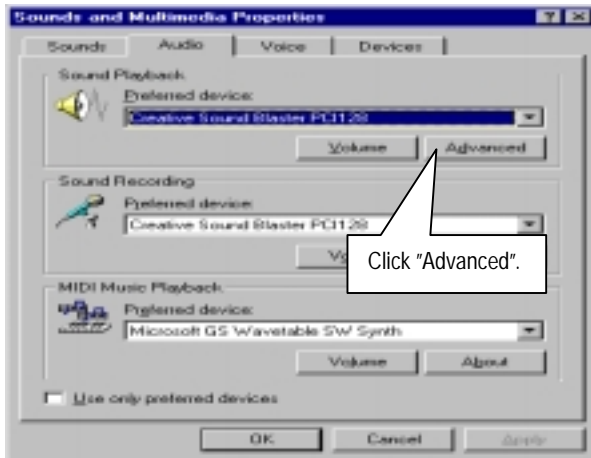 Sounds and Multimedia Properties
Sounds Audio Voice Devices
Sound Playback
Preferred device:
Creative Sound Blaster PCI128
Volume Advanced
Sound Recording
Preferred device:
Creative Sound Blaster PCI128
Click "Advanced".
MIDI Music Playback
Preferred device:
Microsoft GS Wavetable SW Synth
Volume About
Use only preferred devices
OK Cancel Apply